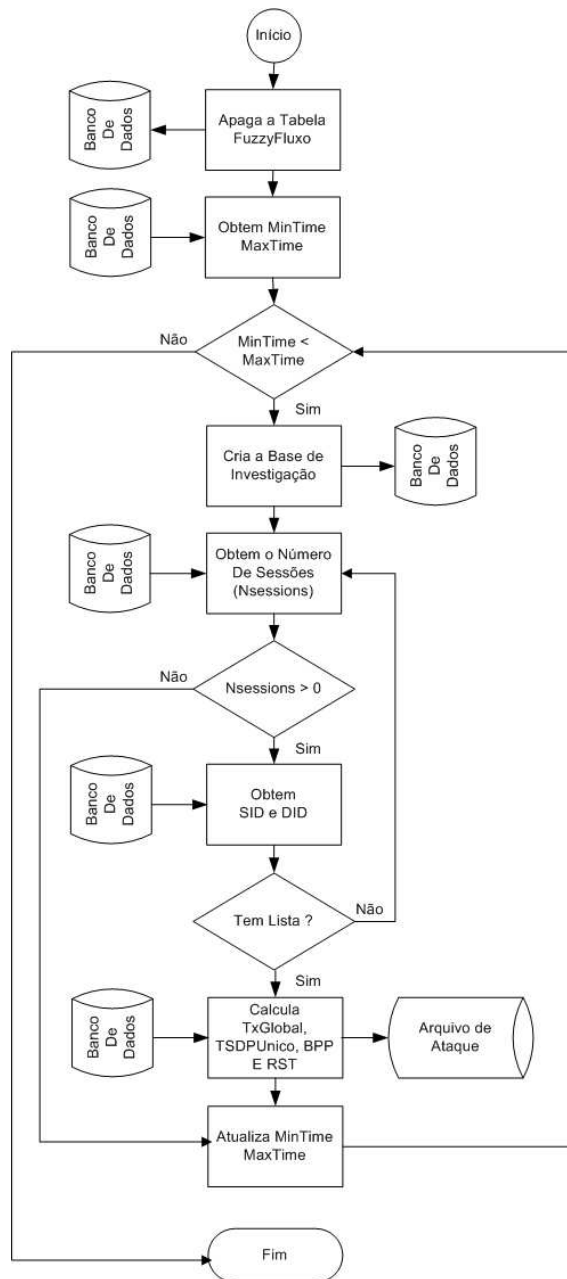 Início
Banco
De
Dados
Apaga a Tabela
FuzzyFluxo
Banco
De
Dados
Obtem MinTime
MaxTime
Não
MinTime <
MaxTime
Sim
Cria a Base de
Investigação
Banco
De
Dados
Banco
De
Dados
Obtem o Número
De Sessões
(Nsessions)
Não
Nsessions > 0
Sim
Banco
De
Dados
Obtem
SID e DID
Tem Lista ?
Não
Sim
Banco
De
Dados
Calcula
TxGlobal,
TSDPUnico, BPP
E RST
Arquivo de
Ataque
Atualiza MinTime
MaxTime
Fim